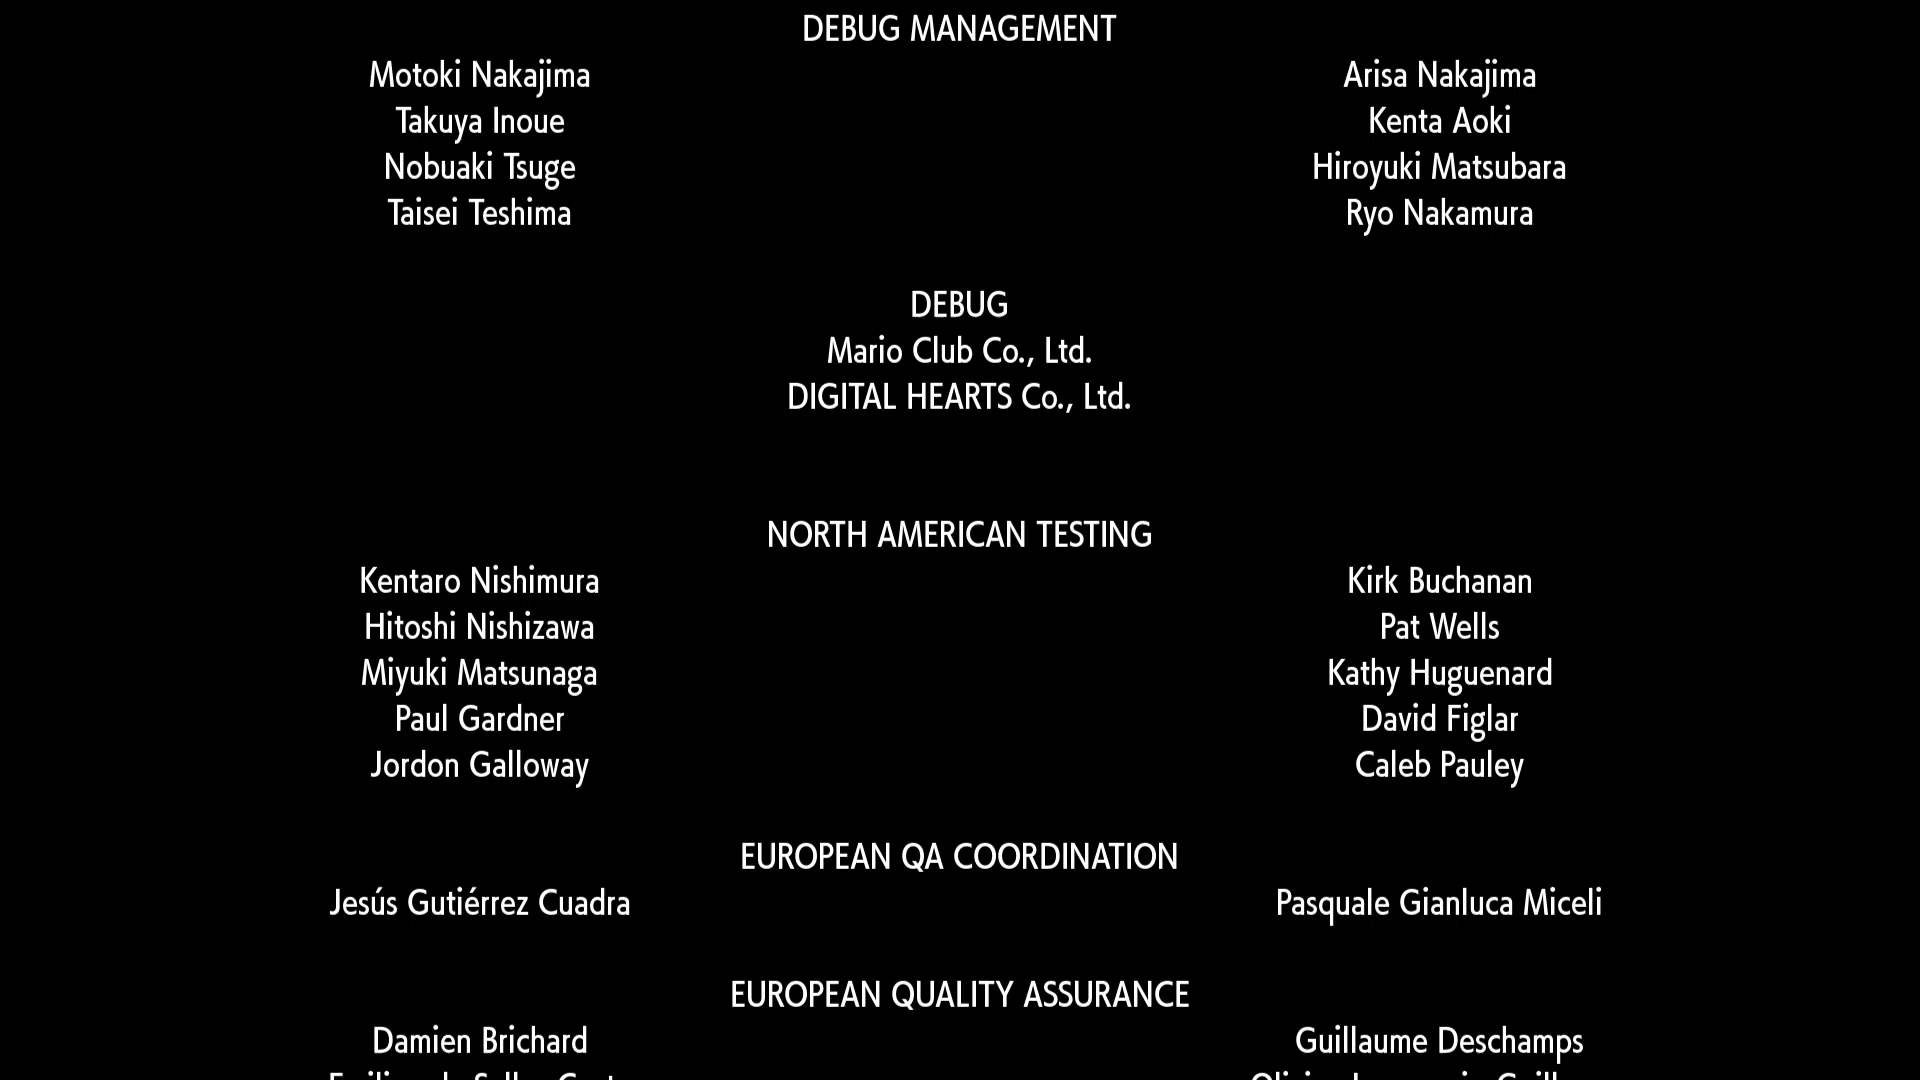 DEBUG MANAGEMENT
Motoki Nakajima Arisa Nakajima
Takuya Inoue Kenta Aoki
Nobuaki Tsuge Hiroyuki Matsubara
Taisei Teshima Ryo Nakamura
DEBUG
Mario Club Co., Ltd.
DIGITAL HEARTS Co., Ltd.
NORTH AMERICAN TESTING
Kentaro Nishimura Kirk Buchanan
Hitoshi Nishizawa Pat Wells
Miyuki Matsunaga Kathy Huguenard
Paul Gardner David Figlar
Jordon Galloway Caleb Pauley
EUROPEAN QA COORDINATION
Jesús Gutiérrez Cuadra Pasquale Gianluca Miceli
EUROPEAN QUALITY ASSURANCE
Damien Brichard Guillaume Deschamps